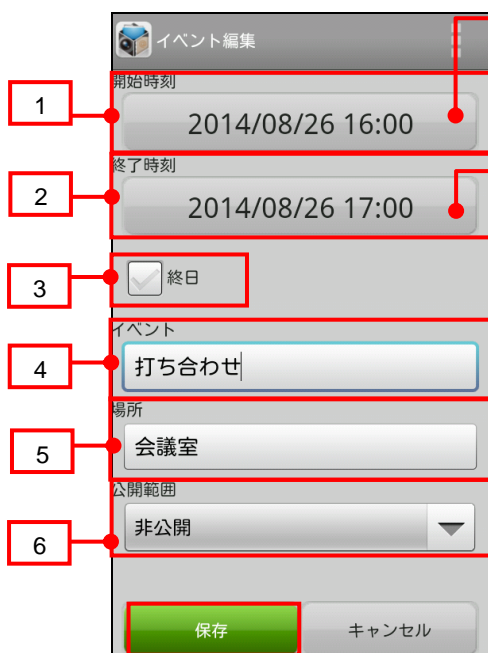 イベント編集
開始時刻
1
2014/08/26 16:00
終了時刻
2
2014/08/26 17:00
3
終日
イベント
4
打ち合わせ
場所
5
会議室
公開範囲
6
非公開
保存 キャンセル